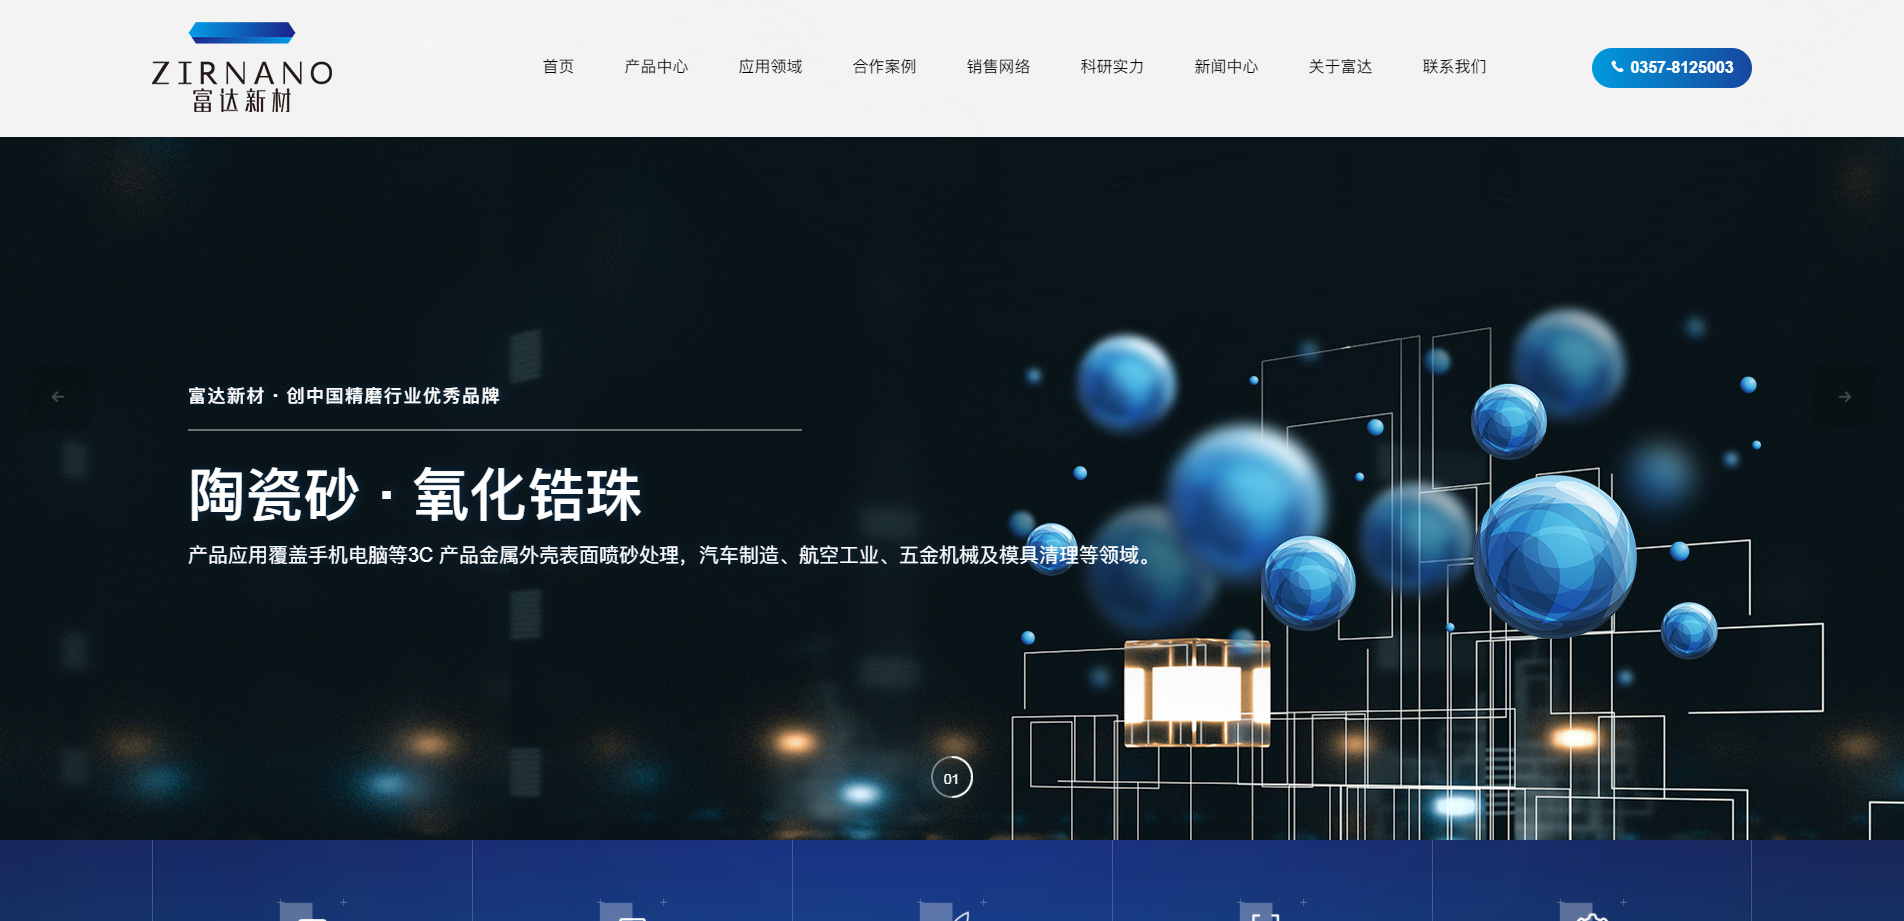 ZIRNANO
富达新材
首页 产品中心 应用领域 合作案例 销售网络 科研实力 新闻中心 关于富达 联系我们
0357-8125003
富达新材·创中国精磨行业优秀品牌
陶瓷砂·氧化锆珠
产品应用覆盖手机电脑等3C 产品金属外壳表面喷砂处理，汽车制造、航空工业、五金机械及模具清理等领域。
01